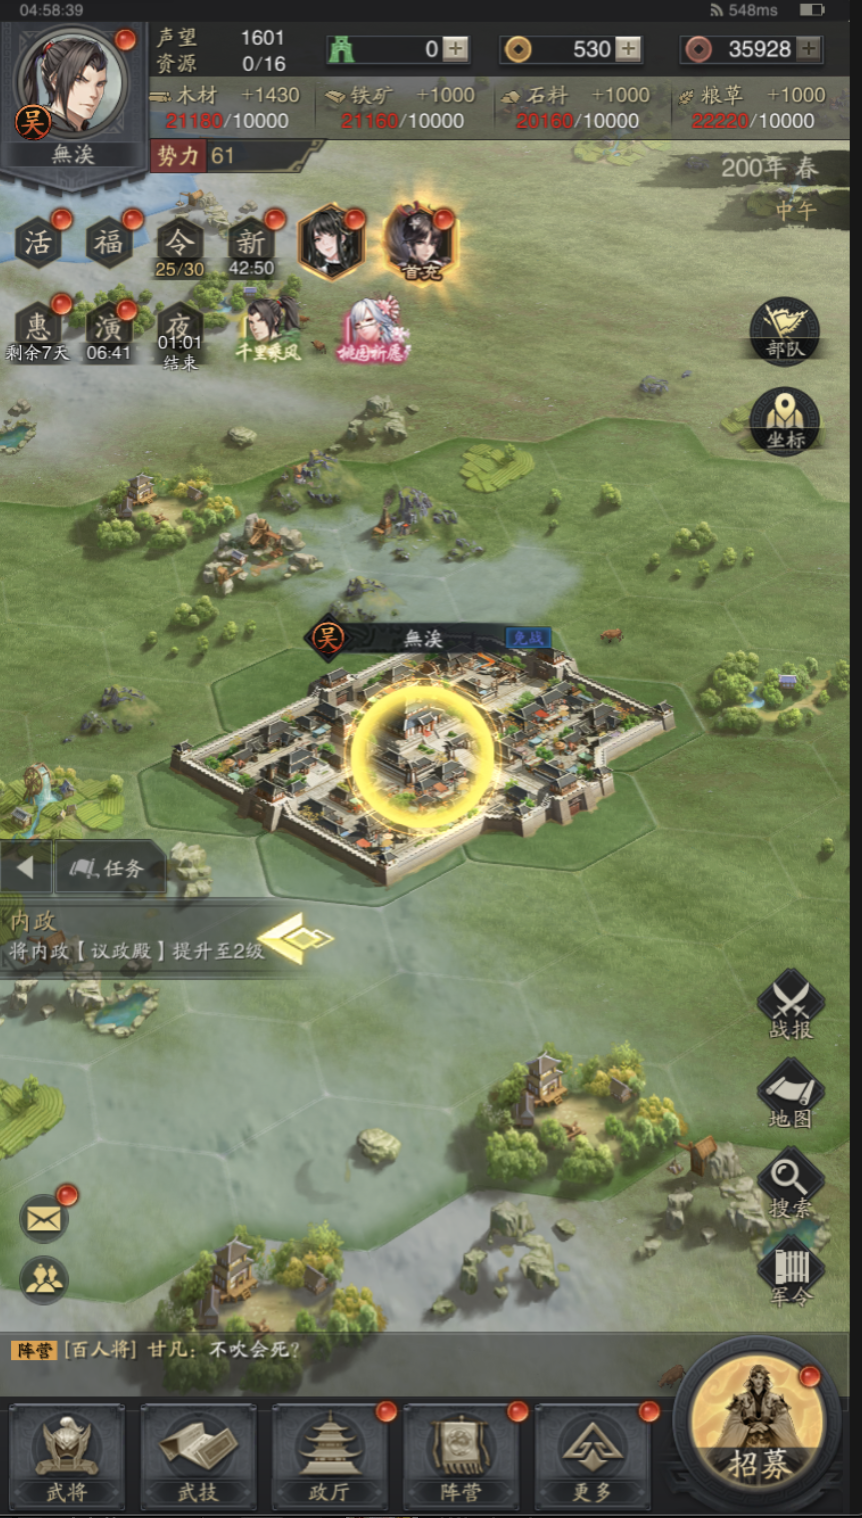 04:58:39
548ms
声望 1601
资源 0/16
0
530
35928
木材 +1430
21180/10000
铁矿 +1000
21160/10000
石料 +1000
20160/10000
粮草 +1000
22220/10000
吴
無涘
势力 61
200年 春
中午
活
福
令
25/30
新
42:50
首充
惠
剩余7天
演
06:41
夜
01:01
结束
千里乘风
桃园祈愿
部队
坐标
吴 無涘 免战
任务
内政
将内政【议政殿】提升至2级
战报
地图
搜索
军令
阵营 [百人将] 甘凡：不吹会死？
武将
武技
政厅
阵营
更多
招募